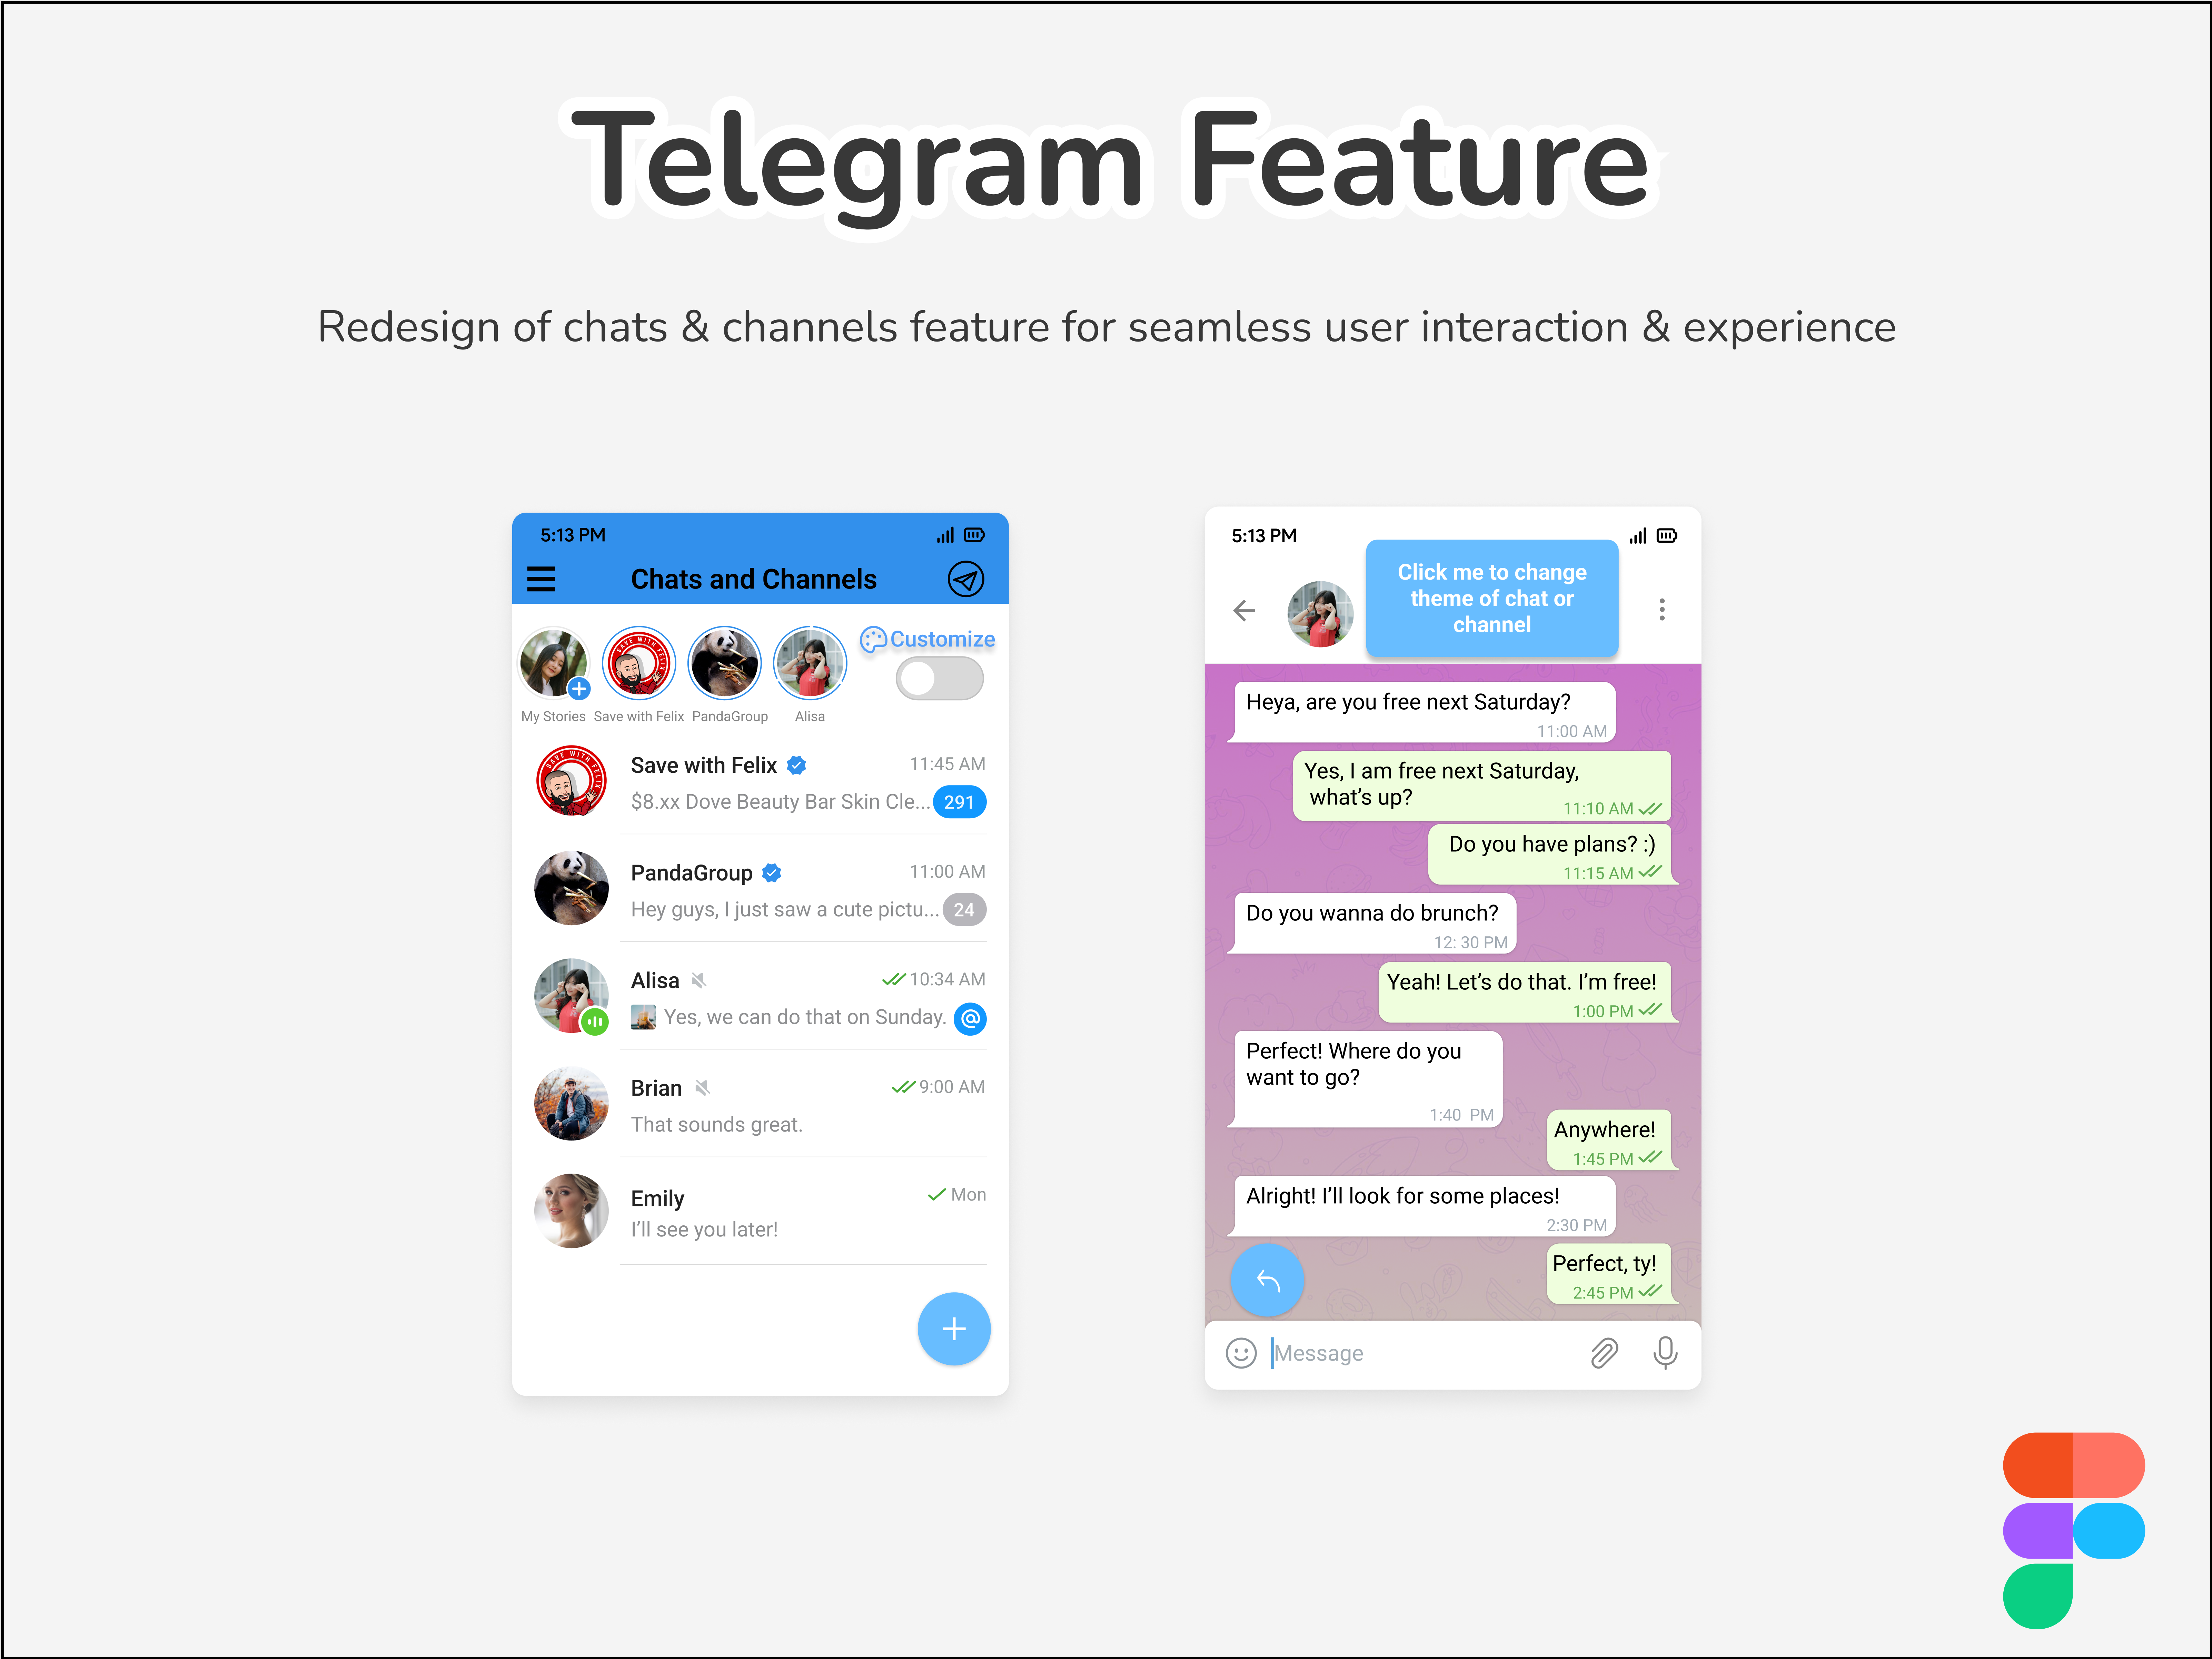 Telegram Feature
Redesign of chats & channels feature for seamless user interaction & experience
5:13 PM
Chats and Channels
Customize
My Stories
Save with Felix
PandaGroup
Alisa
SAVE WITH FELIX
Save with Felix
11:45 AM
$8.xx Dove Beauty Bar Skin Cle...
291
SAVE WITH FELIX
PandaGroup
11:00 AM
Hey guys, I just saw a cute pictu...
24
Alisa
10:34 AM
Yes, we can do that on Sunday.
@
Brian
9:00 AM
That sounds great.
Emily
Mon
I'll see you later!
5:13 PM
Click me to change
theme of chat or
channel
Heya, are you free next Saturday?
11:00 AM
Yes, I am free next Saturday,
what's up?
11:10 AM
Do you have plans? :)
11:15 AM
Do you wanna do brunch?
12: 30 PM
Yeah! Let's do that. I'm free!
1:00 PM
Perfect! Where do you
want to go?
1:40 PM
Anywhere!
1:45 PM
Alright! I'll look for some places!
2:30 PM
Perfect, ty!
2:45 PM
Message